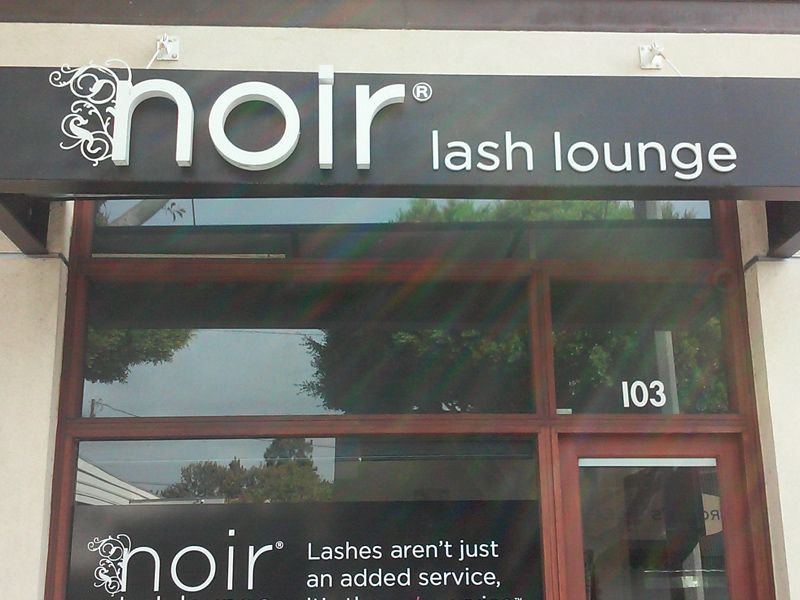 noir®
lash lounge
103
noir®
Lashes aren't just
an added service,